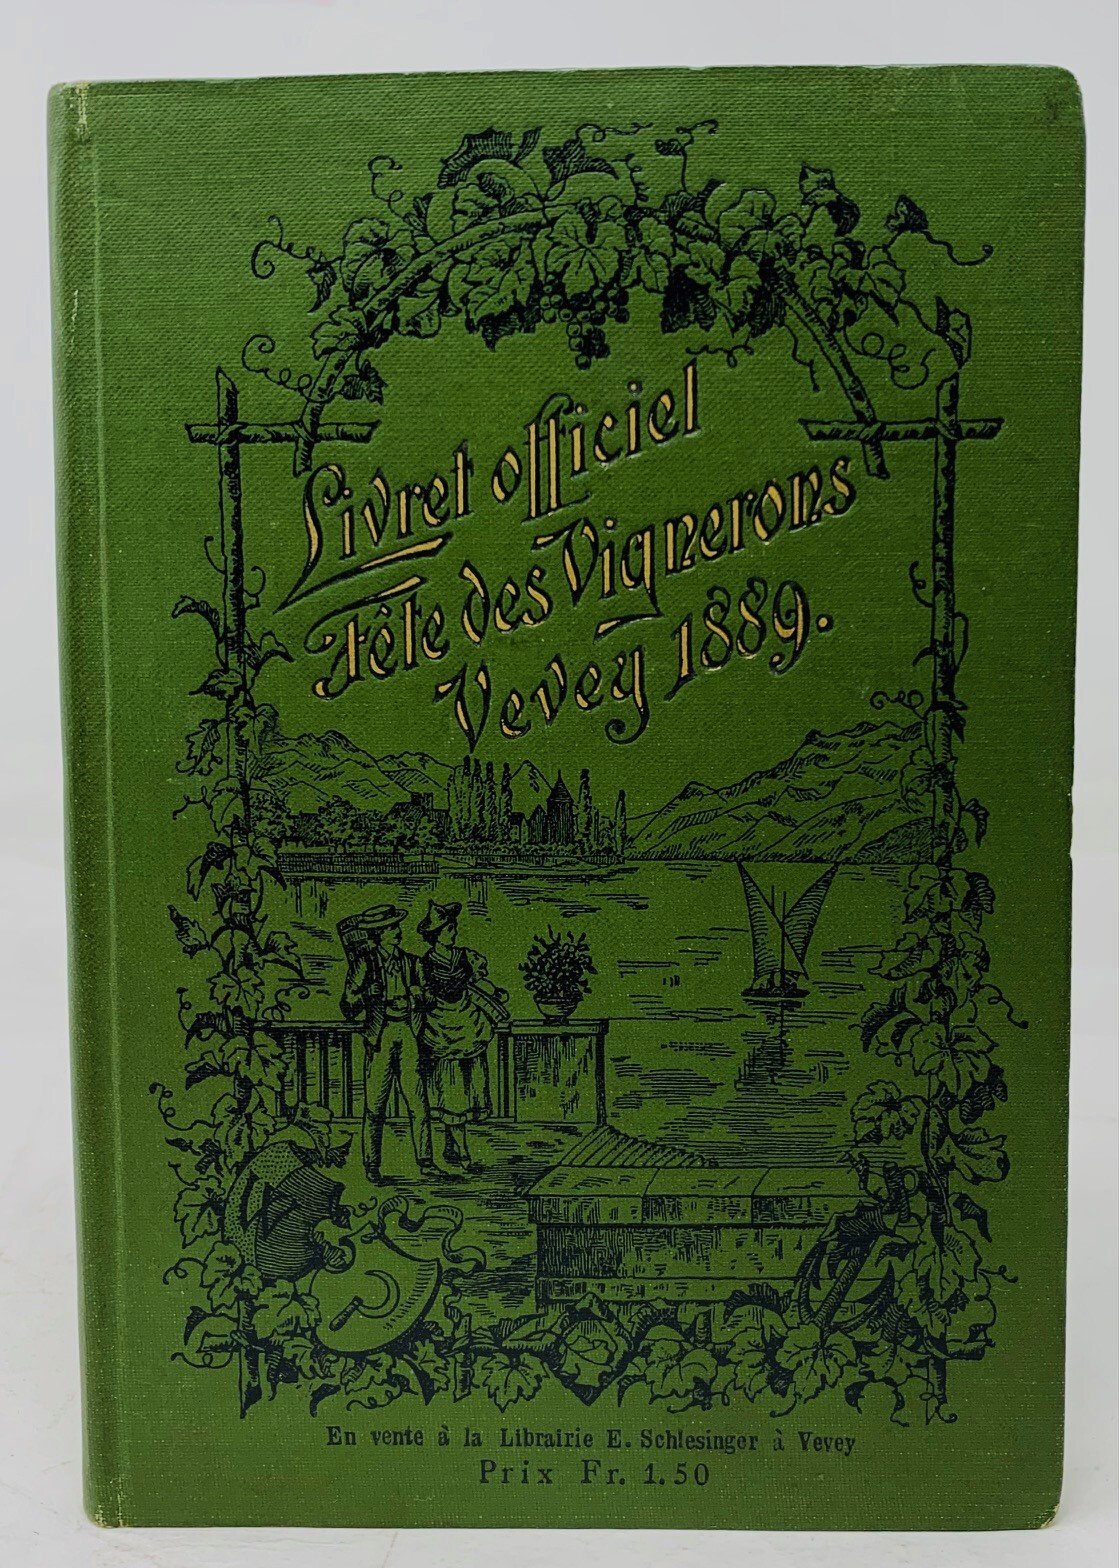 Livret officiel
Fête des Vignerons
Vevey 1889.
En vente à la Librairie E. Schlesinger à Vevey
Prix Fr. 1.50